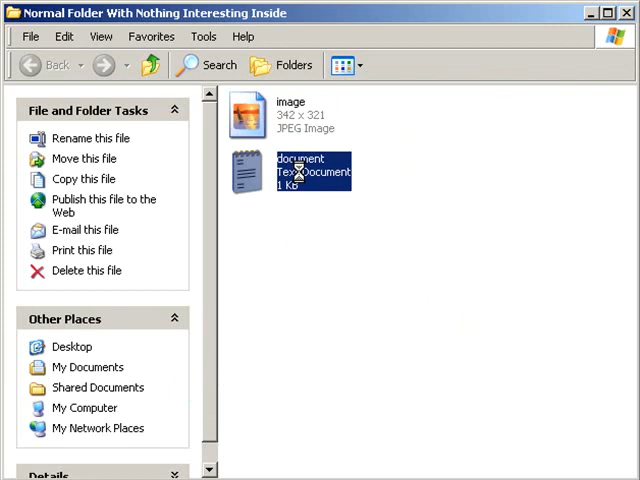 Normal Folder With Nothing Interesting Inside
File Edit View Favorites Tools Help
Back Search Folders
File and Folder Tasks
Rename this file
Move this file
Copy this file
Publish this file to the
Web
E-mail this file
Print this file
Delete this file
Other Places
Desktop
My Documents
Shared Documents
My Computer
My Network Places
Details
image
342 x 321
JPEG Image
document
Text Document
1 KB